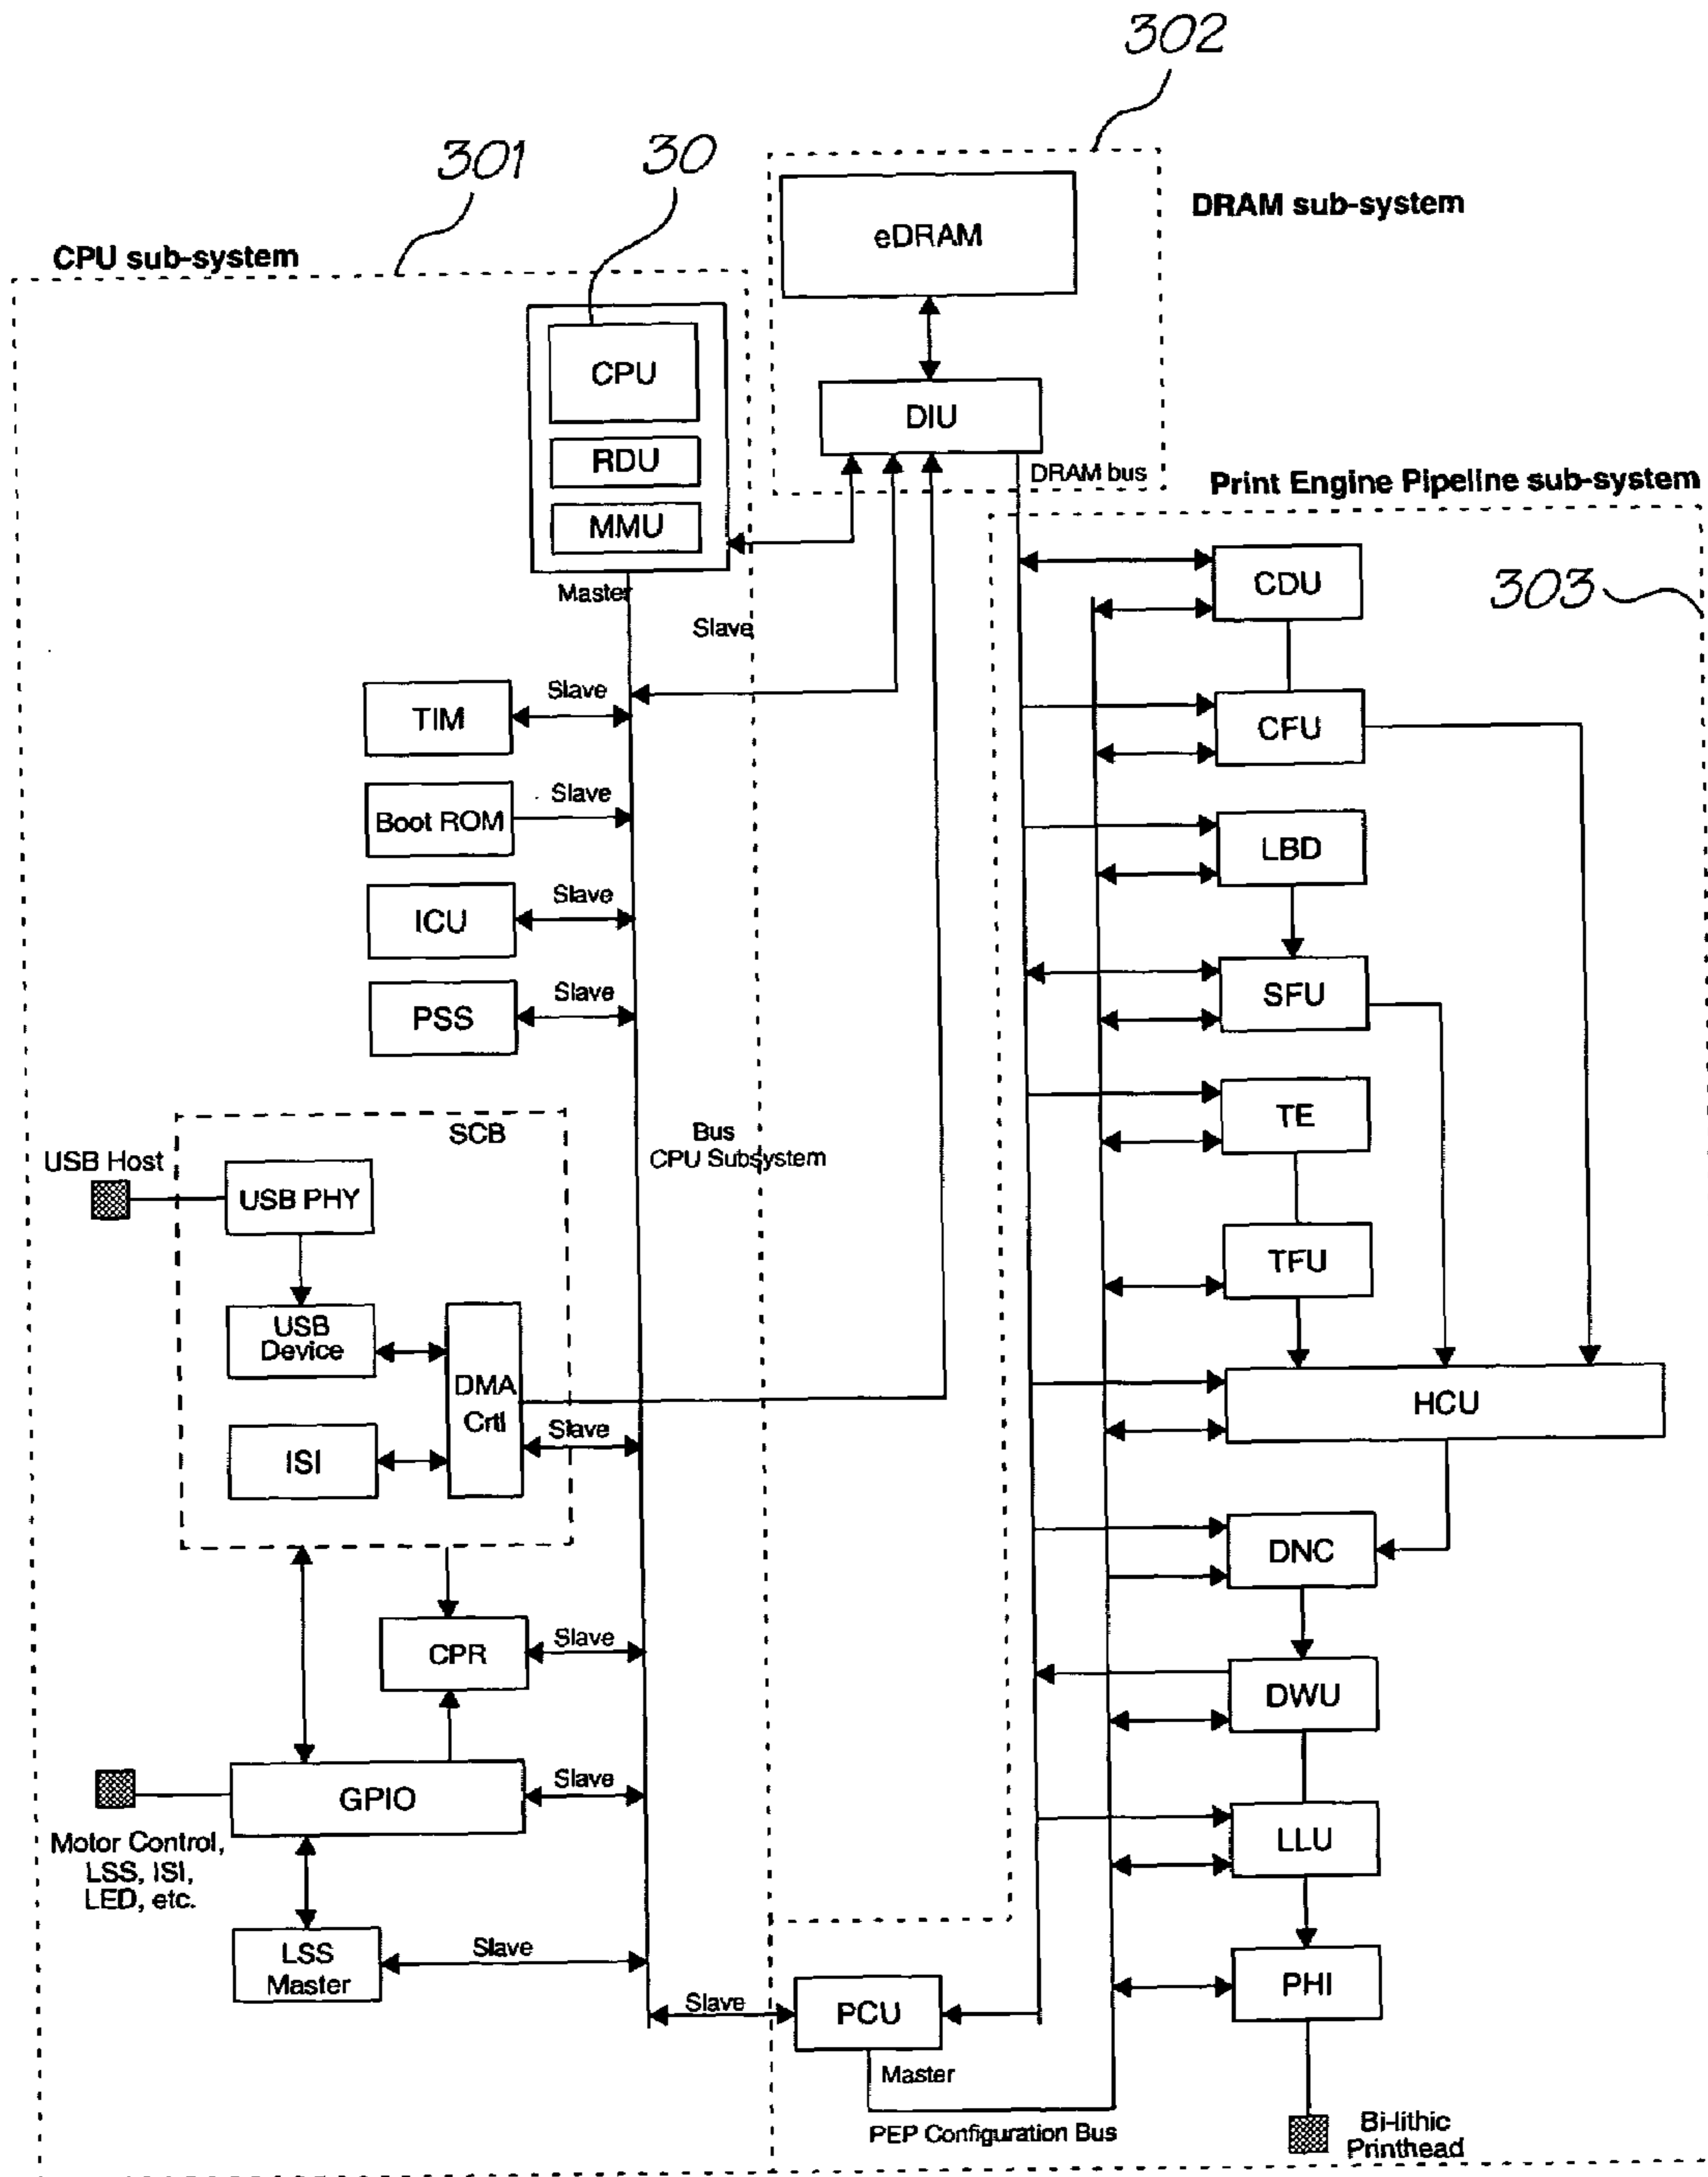 302
301
30
DRAM sub-system
eDRAM
CPU sub-system
CPU
DIU
RDU
DRAM bus
Print Engine Pipeline sub-system
MMU
CDU
303
Master
Slave
TIM
Slave
CFU
Boot ROM
Slave
LBD
ICU
Slave
SFU
PSS
Slave
TE
SCB
Bus
CPU Subsystem
USB Host
USB PHY
TFU
USB
Device
DMA
Crtl
HCU
Slave
ISI
DNC
CPR
Slave
DWU
GPIO
Slave
Motor Control,
LSS, ISI,
LED, etc.
LLU
LSS
Master
Slave
PHI
Slave
PCU
Master
PEP Configuration Bus
Bi-lithic
Printhead